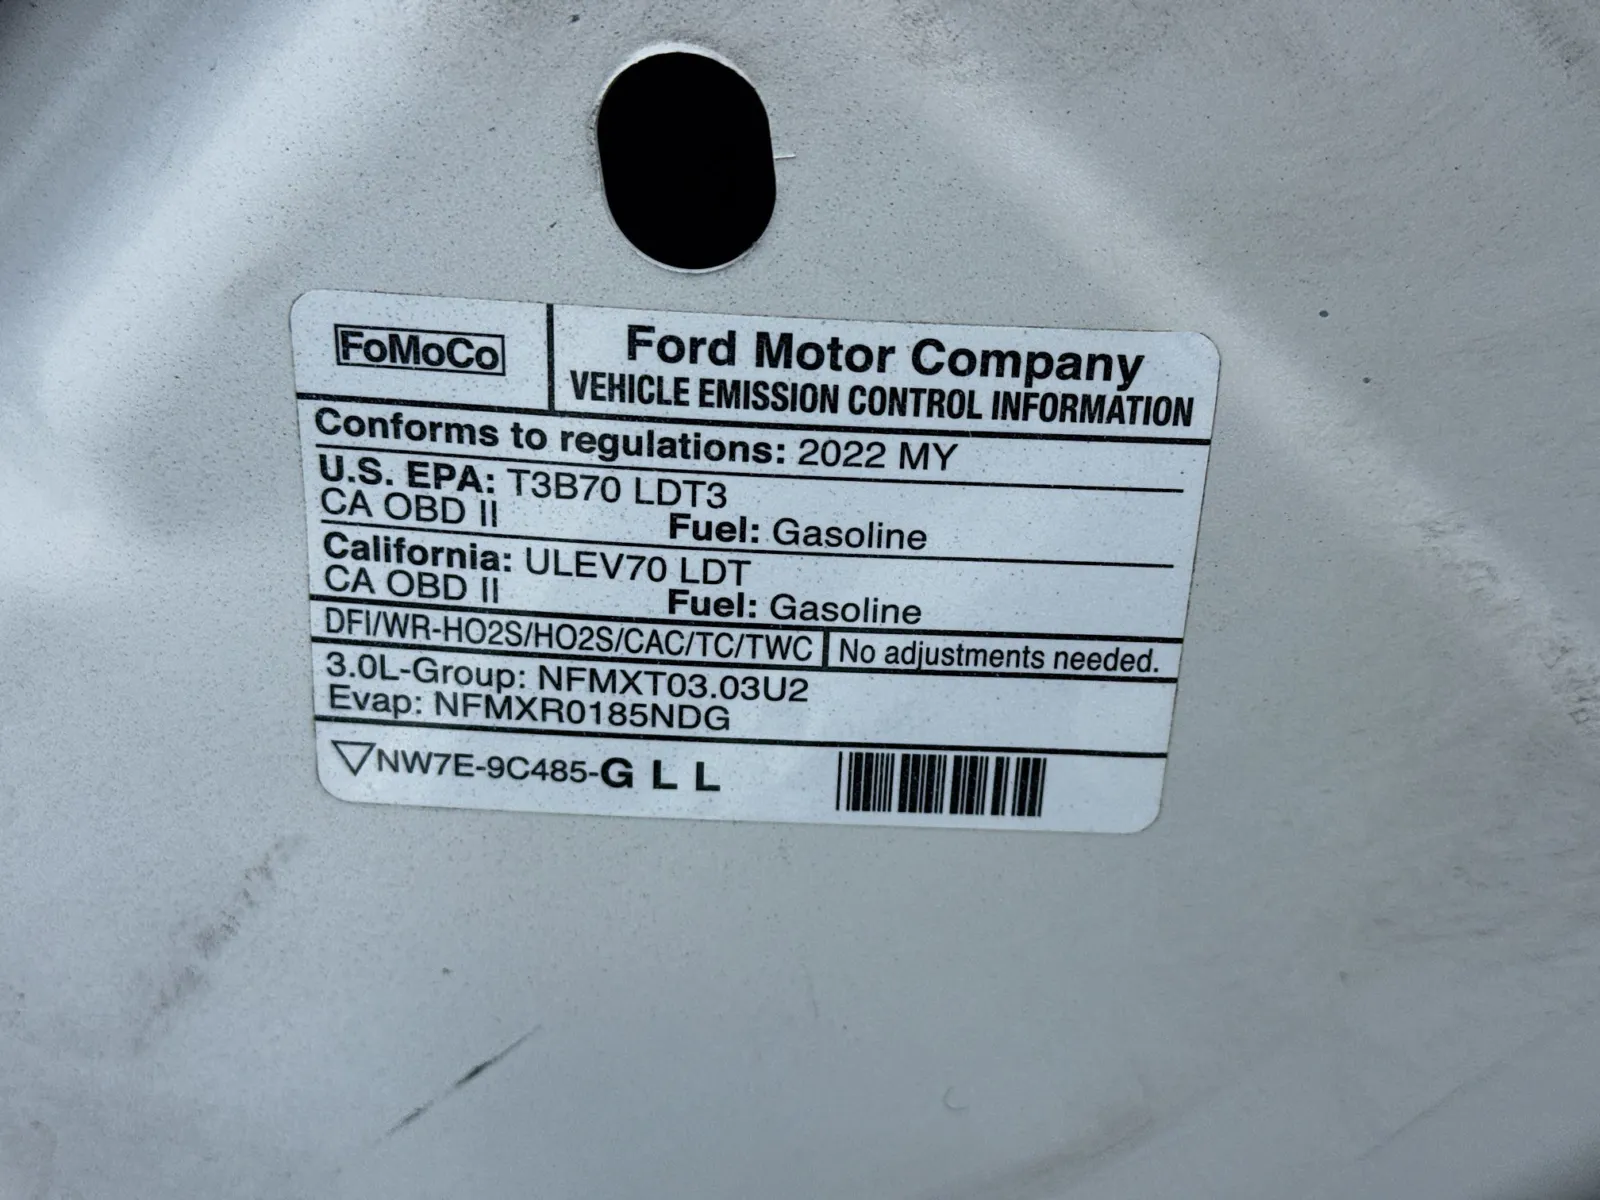 FoMoCo
Ford Motor Company
VEHICLE EMISSION CONTROL INFORMATION
Conforms to regulations: 2022 MY
U.S. EPA: T3B70 LDT3
CA OBD II Fuel: Gasoline
California: ULEV70 LDT
CA OBD II Fuel: Gasoline
DFI/WR-HO2S/HO2S/CAC/TC/TWC No adjustments needed.
3.0L-Group: NFMXT03.03U2
Evap: NFMXR0185NDG
NW7E-9C485-G L L